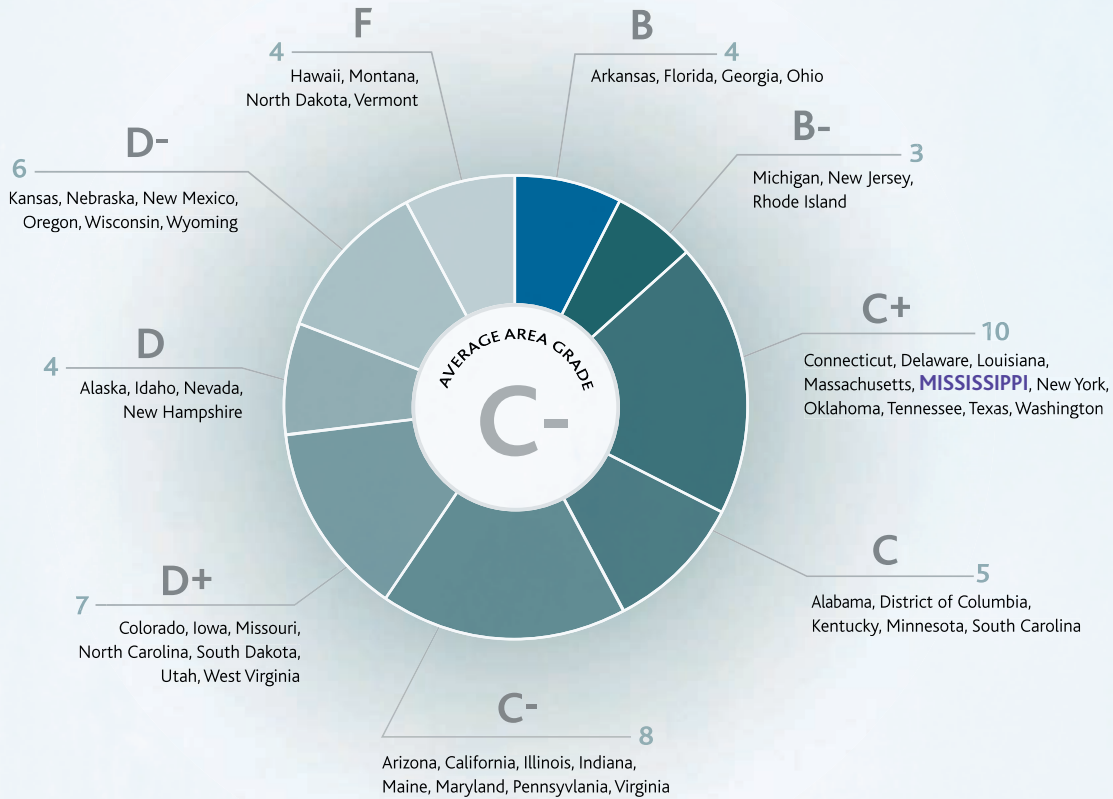 F
4
Hawaii, Montana,
North Dakota, Vermont
B
4
Arkansas, Florida, Georgia, Ohio
B-
3
Michigan, New Jersey,
Rhode Island
C+
10
Connecticut, Delaware, Louisiana,
Massachusetts, MISSISSIPPI, New York,
Oklahoma, Tennessee, Texas, Washington
C
5
Alabama, District of Columbia,
Kentucky, Minnesota, South Carolina
C-
8
Arizona, California, Illinois, Indiana,
Maine, Maryland, Pennsyvlania, Virginia
D+
7
Colorado, Iowa, Missouri,
North Carolina, South Dakota,
Utah, West Virginia
D
4
Alaska, Idaho, Nevada,
New Hampshire
D-
6
Kansas, Nebraska, New Mexico,
Oregon, Wisconsin, Wyoming
AVERAGE AREA GRADE
C-